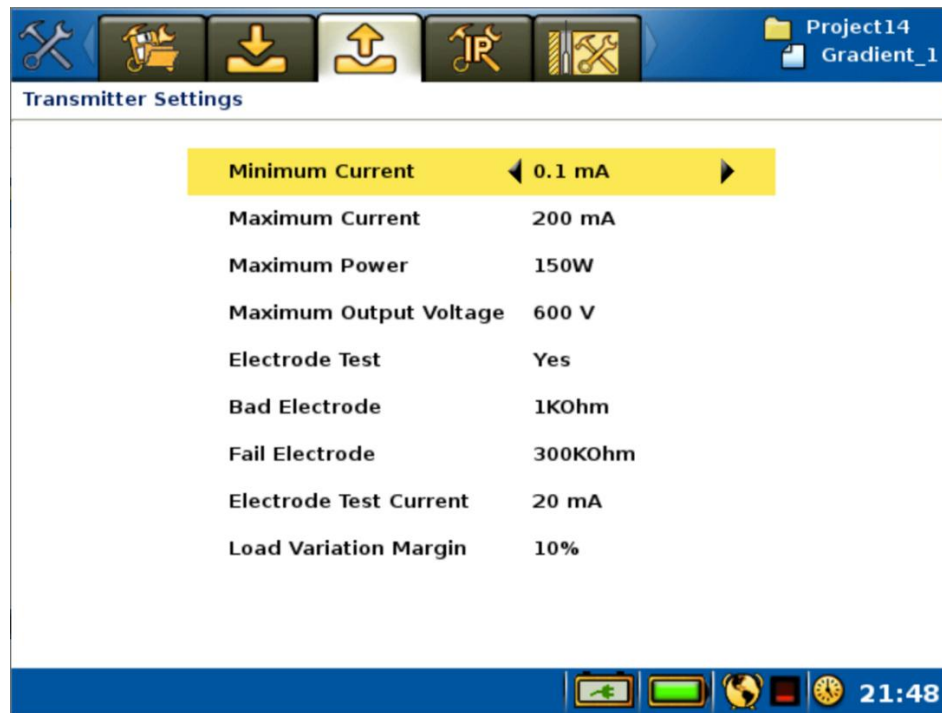 IR
Project14
Gradient_1
Transmitter Settings
Minimum Current 0.1 mA
Maximum Current 200 mA
Maximum Power 150W
Maximum Output Voltage 600 V
Electrode Test Yes
Bad Electrode 1KOhm
Fail Electrode 300KOhm
Electrode Test Current 20 mA
Load Variation Margin 10%
21:48